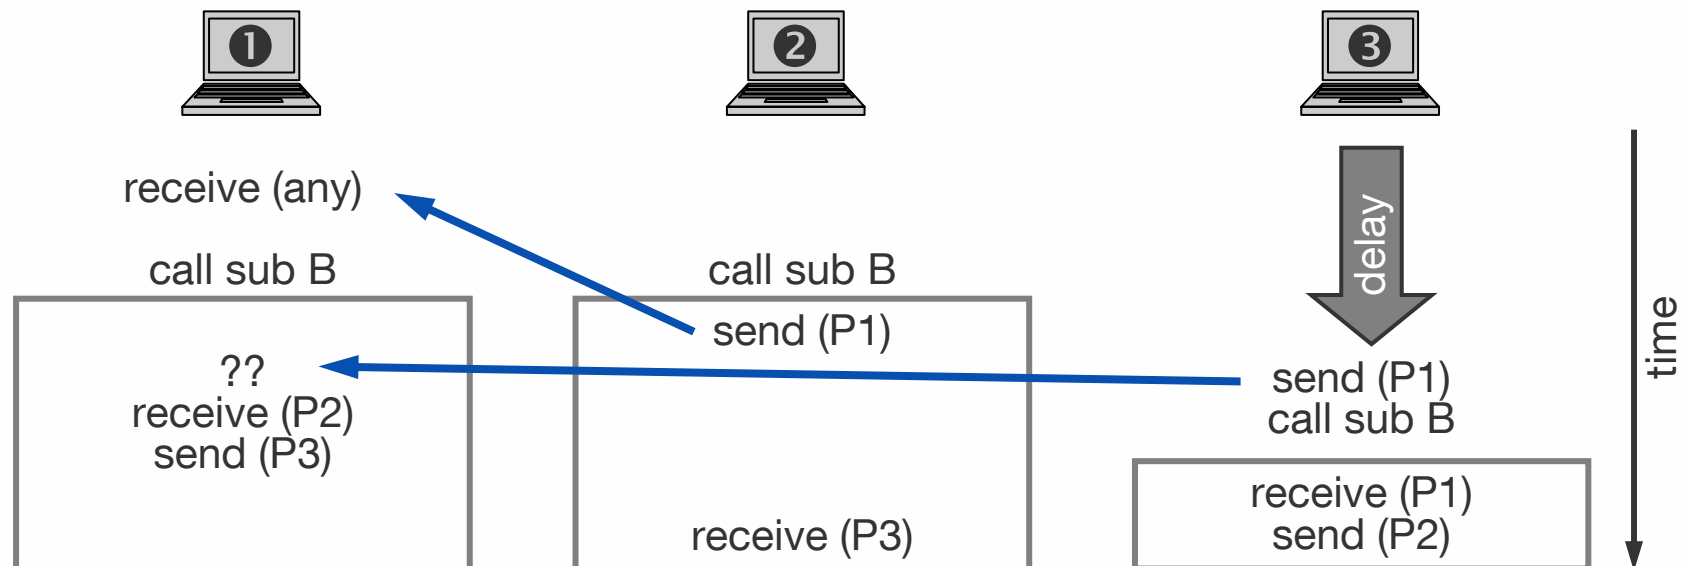 ❶
❷
❸
receive (any)
call sub B
??
receive (P2)
send (P3)
call sub B
send (P1)
receive (P3)
delay
send (P1)
call sub B
receive (P1)
send (P2)
time